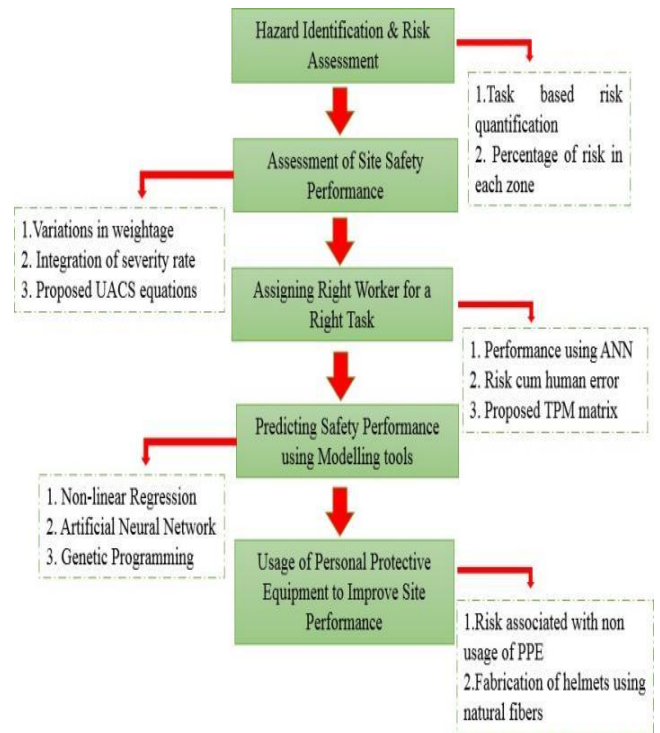 Hazard Identification & Risk
Assessment
1.Task based risk
quantification
2. Percentage of risk in
each zone
Assessment of Site Safety
Performance
1.Variations in weightage
2. Integration of severity rate
3. Proposed UACS equations
Assigning Right Worker for a
Right Task
1. Performance using ANN
2. Risk cum human error
3. Proposed TPM matrix
Predicting Safety Performance
using Modelling tools
1. Non-linear Regression
2. Artificial Neural Network
3. Genetic Programming
Usage of Personal Protective
Equipment to Improve Site
Performance
1.Risk associated with non
usage of PPE
2.Fabrication of helmets using
natural fibers